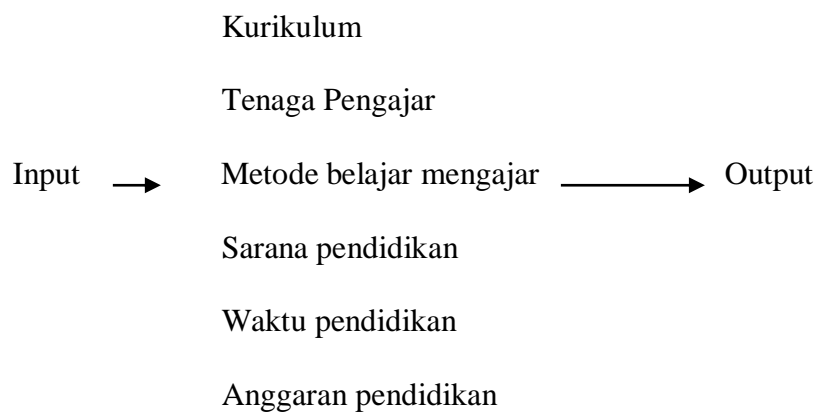 Kurikulum
Tenaga Pengajar
Input Metode belajar mengajar Output
Sarana pendidikan
Waktu pendidikan
Anggaran pendidikan